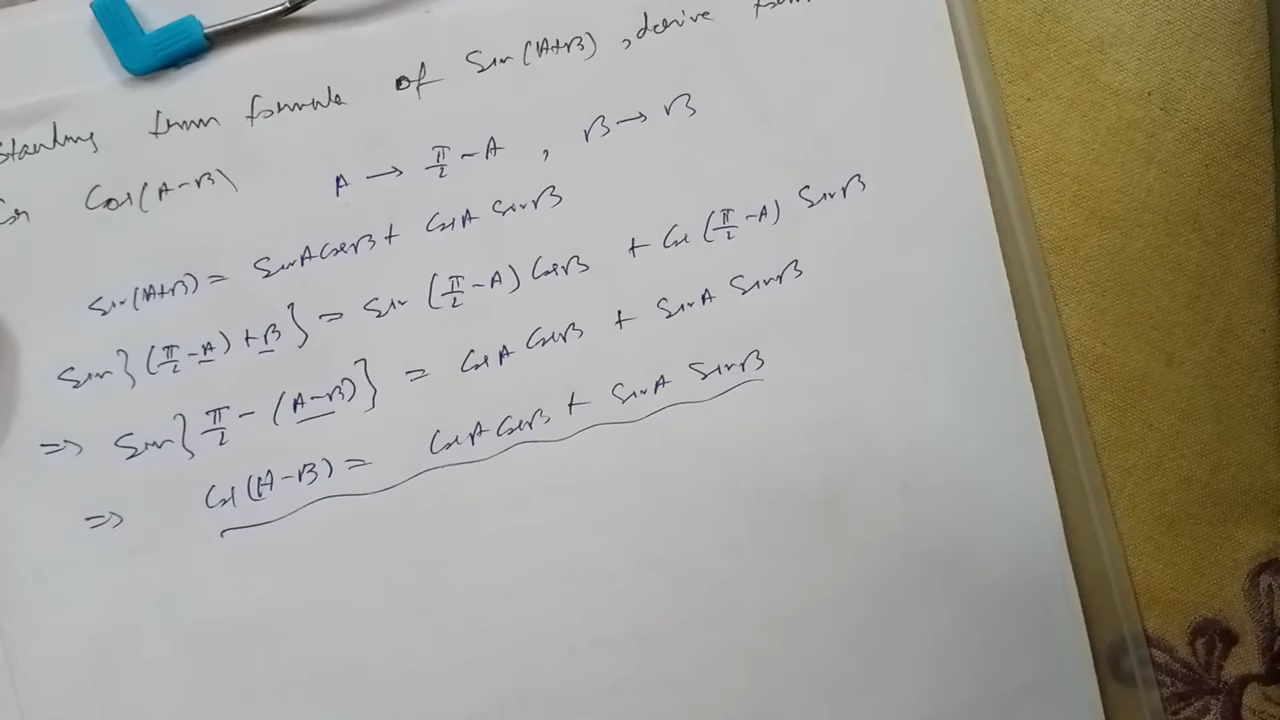 Starting from formula of Sin(A+B), derive
for Cos(A-B) A → π/2 - A , B → B
Sin(A+B) = SinA CosB + CosA SinB
Sin{(π/2 - A) + B} = Sin (π/2 - A) CosB + Cos (π/2 - A) SinB
⇒ Sin{π/2 - (A-B)} = CosA CosB + SinA SinB
⇒ Cos(A-B) = CosA CosB + SinA SinB